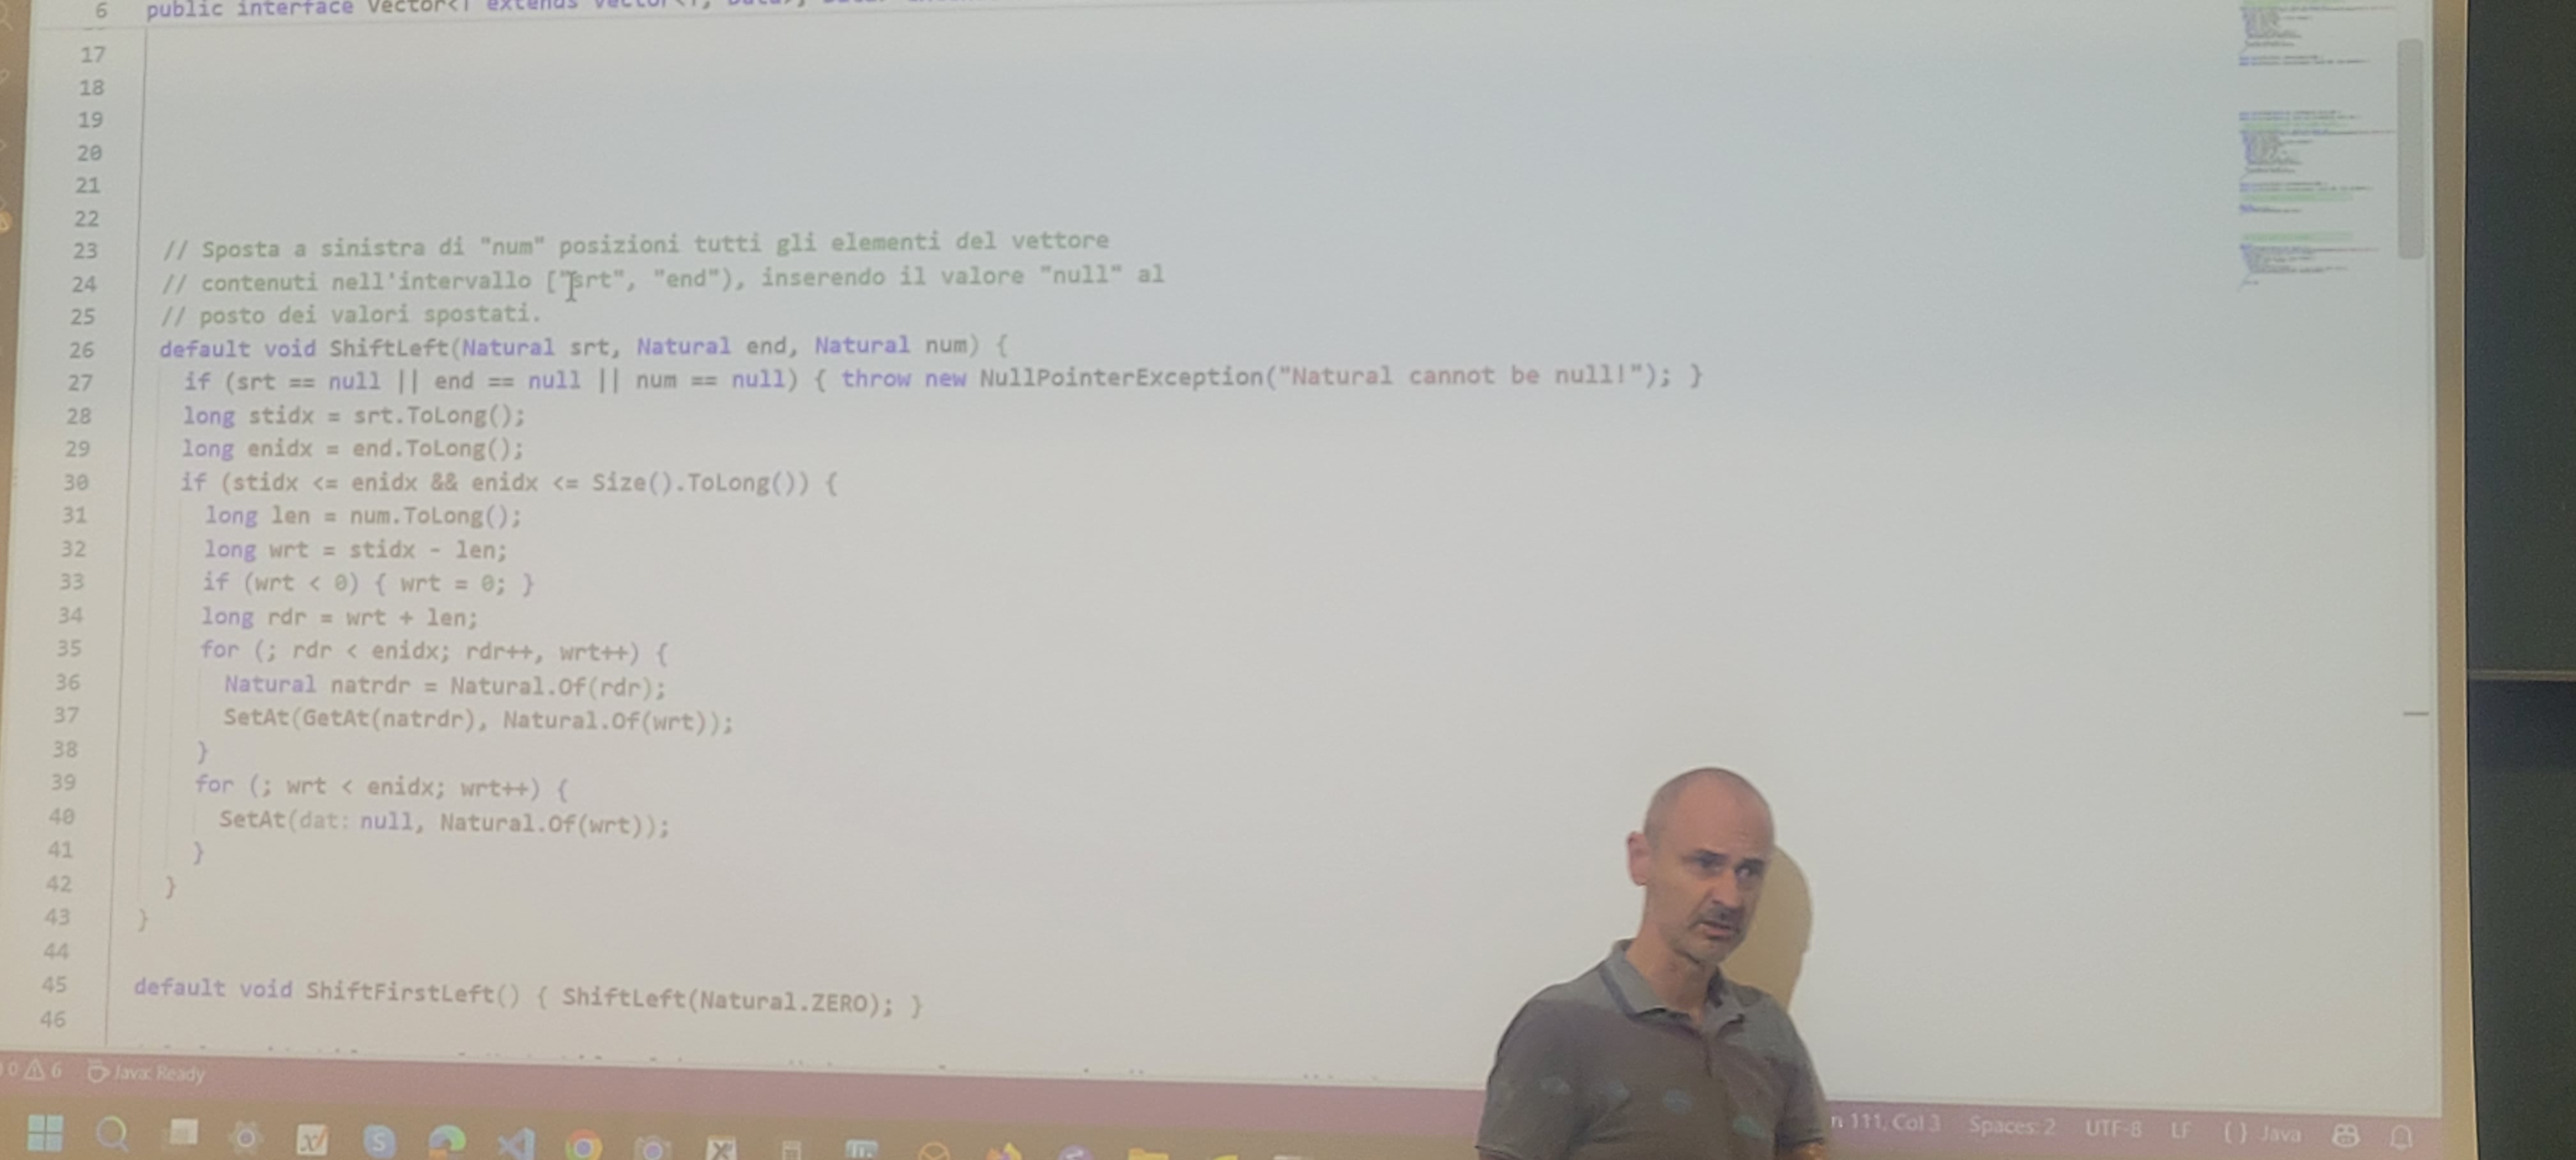 6 public interface Vector<T extends
17
18
19
20
21
22
23 // Sposta a sinistra di "num" posizioni tutti gli elementi del vettore
24 // contenuti nell'intervallo ["srt", "end"), inserendo il valore "null" al
25 // posto dei valori spostati.
26 default void ShiftLeft(Natural srt, Natural end, Natural num) {
27 if (srt == null || end == null || num == null) { throw new NullPointerException("Natural cannot be null!"); }
28 long stidx = srt.ToLong();
29 long enidx = end.ToLong();
30 if (stidx <= enidx && enidx <= Size().ToLong()) {
31 long len = num.ToLong();
32 long wrt = stidx - len;
33 if (wrt < 0) { wrt = 0; }
34 long rdr = wrt + len;
35 for (; rdr < enidx; rdr++, wrt++) {
36 Natural natrdr = Natural.Of(rdr);
37 SetAt(GetAt(natrdr), Natural.Of(wrt));
38 }
39 for (; wrt < enidx; wrt++) {
40 SetAt(dat: null, Natural.Of(wrt));
41 }
42 }
43 }
44
45 default void ShiftFirstLeft() { ShiftLeft(Natural.ZERO); }
46
0 6 Java: Ready
n 111, Col 3 Spaces: 2 UTF-8 LF { } Java